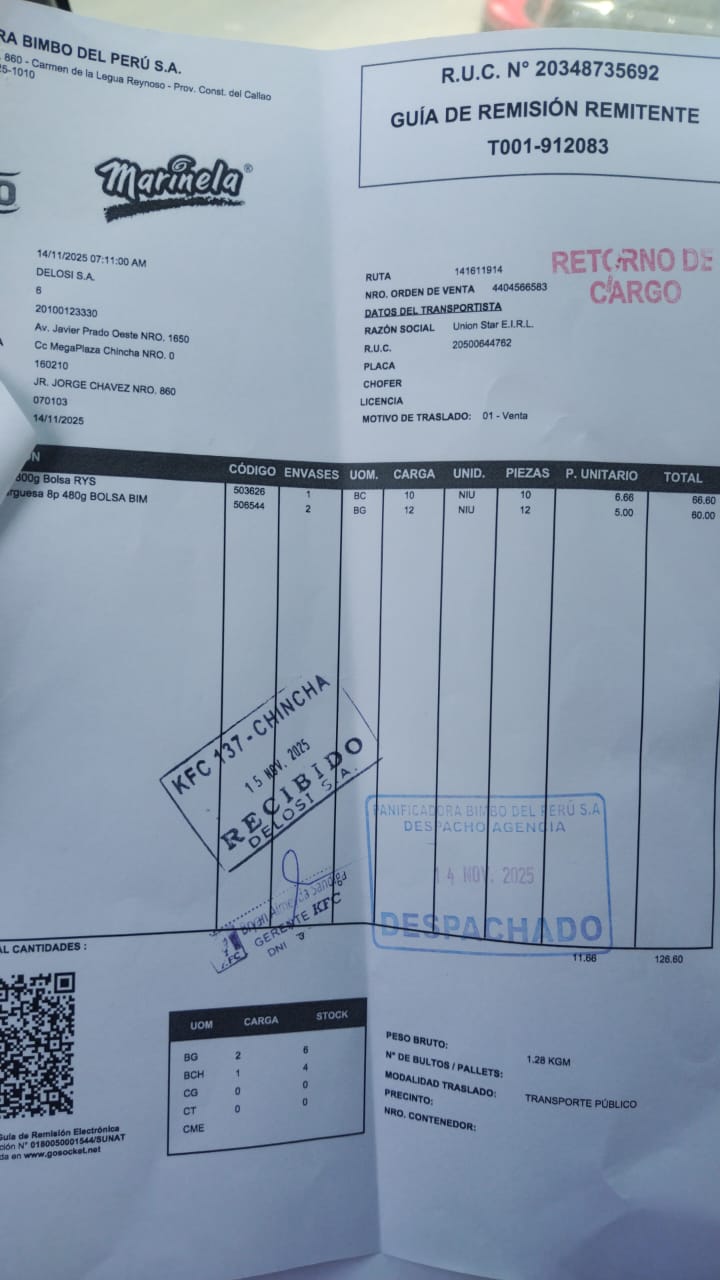 RA BIMBO DEL PERÚ S.A.
860 - Carmen de la Legua Reynoso - Prov. Const. del Callao
25-1010
Marinela®
R.U.C. N° 20348735692
GUÍA DE REMISIÓN REMITENTE
T001-912083
RETORNO DE
CARGO
14/11/2025 07:11:00 AM
DELOSI S.A.
6
20100123330
Av. Javier Prado Oeste NRO. 1650
Cc MegaPlaza Chincha NRO. 0
160210
JR. JORGE CHAVEZ NRO. 860
070103
14/11/2025
RUTA 141611914
NRO. ORDEN DE VENTA 4404566583
DATOS DEL TRANSPORTISTA
RAZÓN SOCIAL Union Star E.I.R.L.
R.U.C. 20500644762
PLACA
CHOFER
LICENCIA
MOTIVO DE TRASLADO: 01 - Venta
N CÓDIGO ENVASES UOM. CARGA UNID. PIEZAS P. UNITARIO TOTAL
Bolsa RYS 503626 1 BC 10 NIU 10 6.66 66.60
rguesa 8p 480g BOLSA BIM 506544 2 BG 12 NIU 12 5.00 60.00
KFC 137 - CHINCHA
15 NOV. 2025
RECIBIDO
DELOSI S.A.
GERENTE KFC
DNI
KFC
PANIFICADORA BIMBO DEL PERÚ S.A
DESPACHO AGENCIA
14 NOV. 2025
DESPACHADO
11.66 126.60
AL CANTIDADES :
UOM CARGA STOCK
BG 2 6
BCH 1 4
CG 0 0
CT 0 0
CME
PESO BRUTO: 1.28 KGM
N° DE BULTOS / PALLETS:
MODALIDAD TRASLADO: TRANSPORTE PÚBLICO
PRECINTO:
NRO. CONTENEDOR:
Guía de Remisión Electrónica
ción N° 0180050001544/SUNAT
da en www.gosocket.net